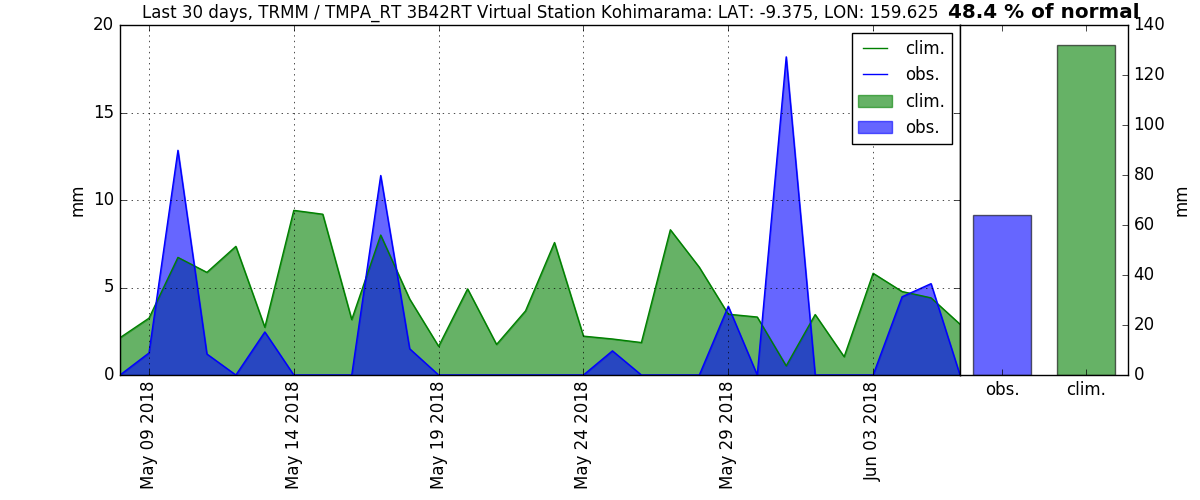 Last 30 days, TRMM / TMPA_RT 3B42RT Virtual Station Kohimarama: LAT: -9.375, LON: 159.625
48.4 % of normal
20
15
10
5
0
mm
clim.
obs.
clim.
obs.
May 09 2018
May 14 2018
May 19 2018
May 24 2018
May 29 2018
Jun 03 2018
140
120
100
80
60
40
20
0
mm
obs.
clim.